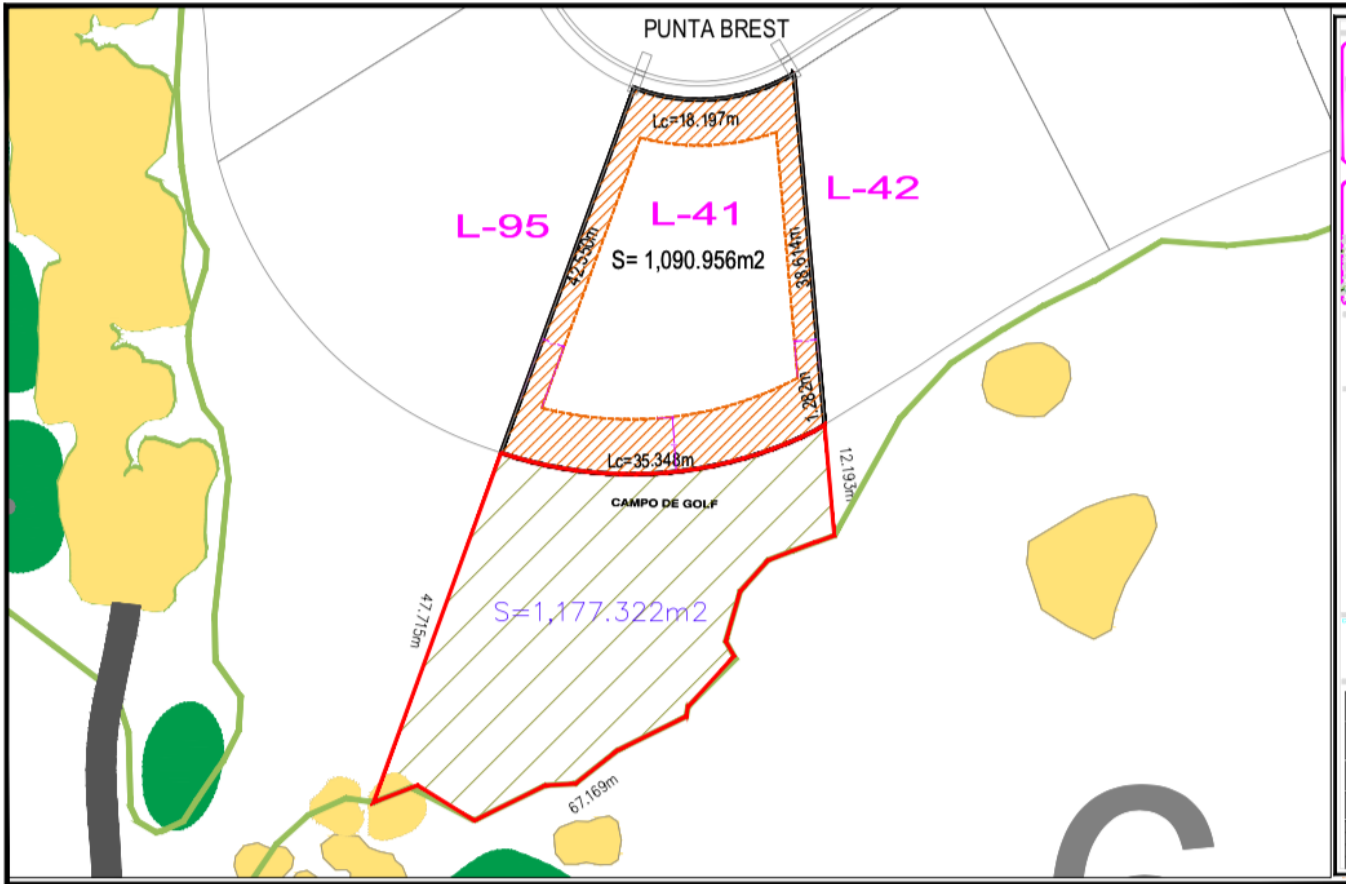 PUNTA BREST
Lc=18.197m
L-95
L-41
L-42
S= 1,090.956m2
42.550m
38.614m
1.282m
Lc=35.348m
12.193m
CAMPO DE GOLF
S=1,177.322m2
47.715m
67.169m